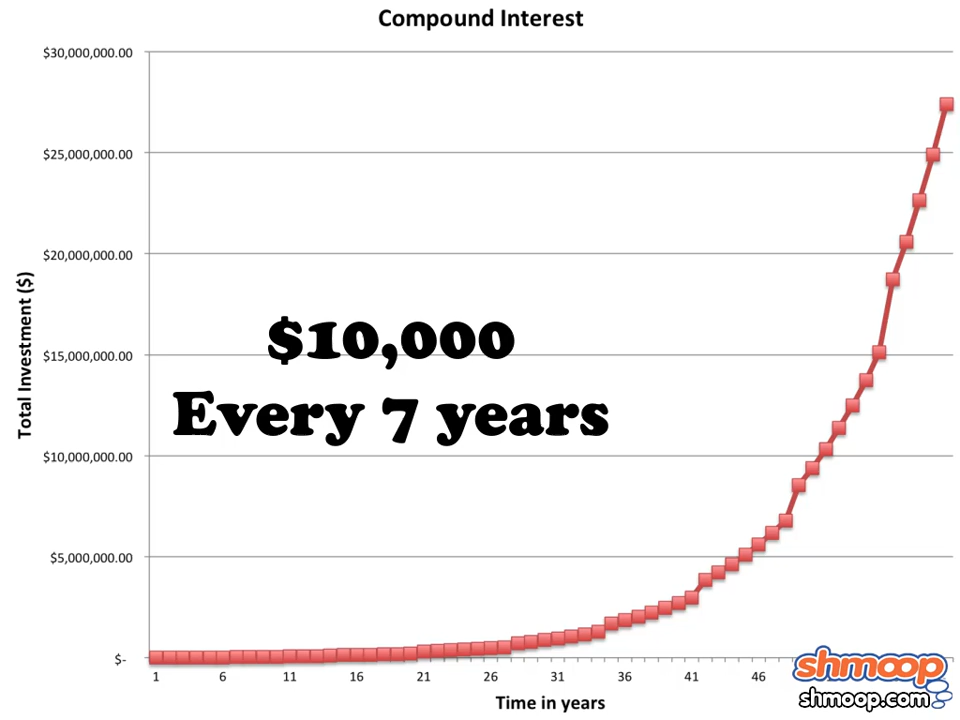 Compound Interest
$30,000,000.00
$25,000,000.00
$20,000,000.00
$15,000,000.00
$10,000,000.00
$5,000,000.00
$-
Total Investment ($)
$10,000
Every 7 years
1 6 11 16 21 26 31 36 41 46
Time in years
shmoop
shmoop.com